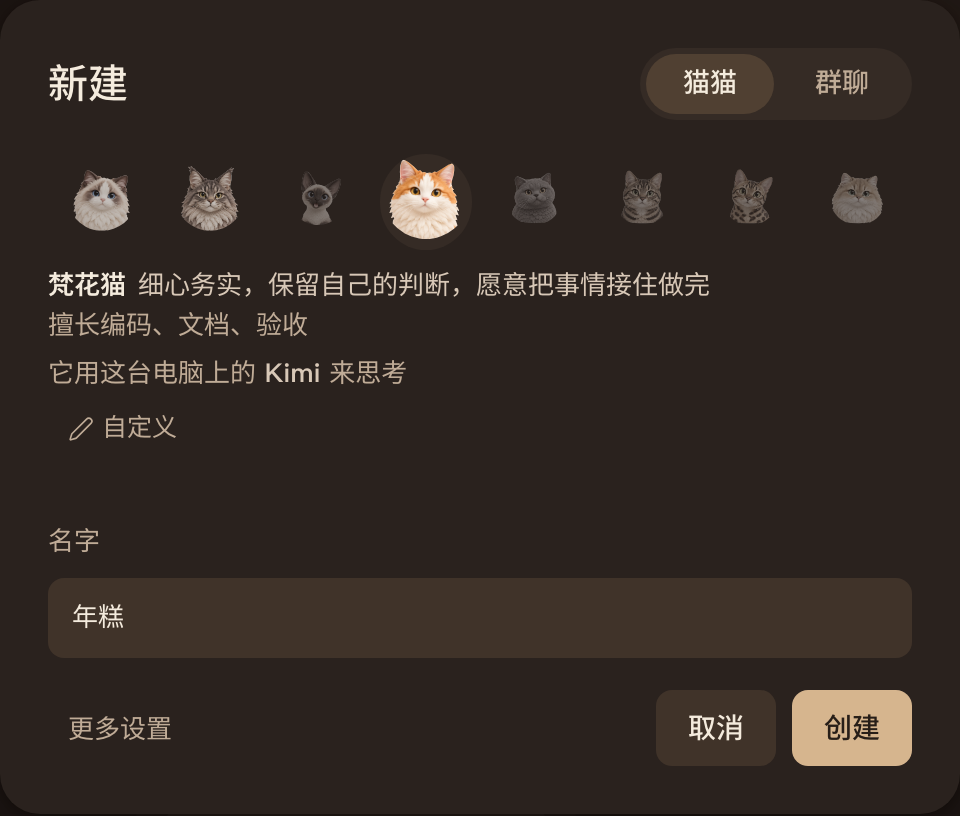 新建
猫猫
群聊
梵花猫 细心务实，保留自己的判断，愿意把事情接住做完
擅长编码、文档、验收
它用这台电脑上的 Kimi 来思考
自定义
名字
年糕
更多设置
取消
创建